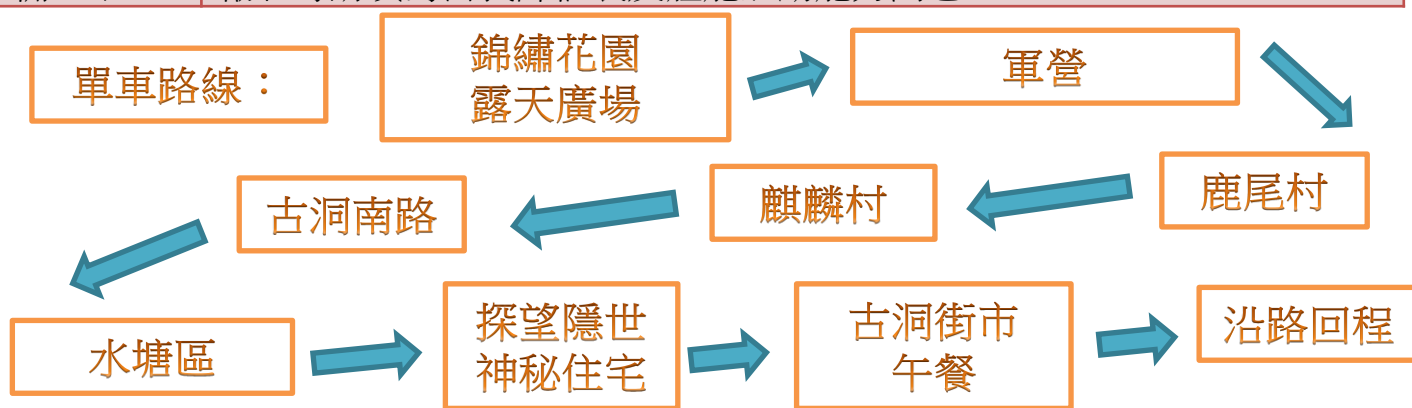 單車路線：
錦繡花園
露天廣場
軍營
鹿尾村
麒麟村
古洞南路
水塘區
探望隱世
神秘住宅
古洞街市
午餐
沿路回程